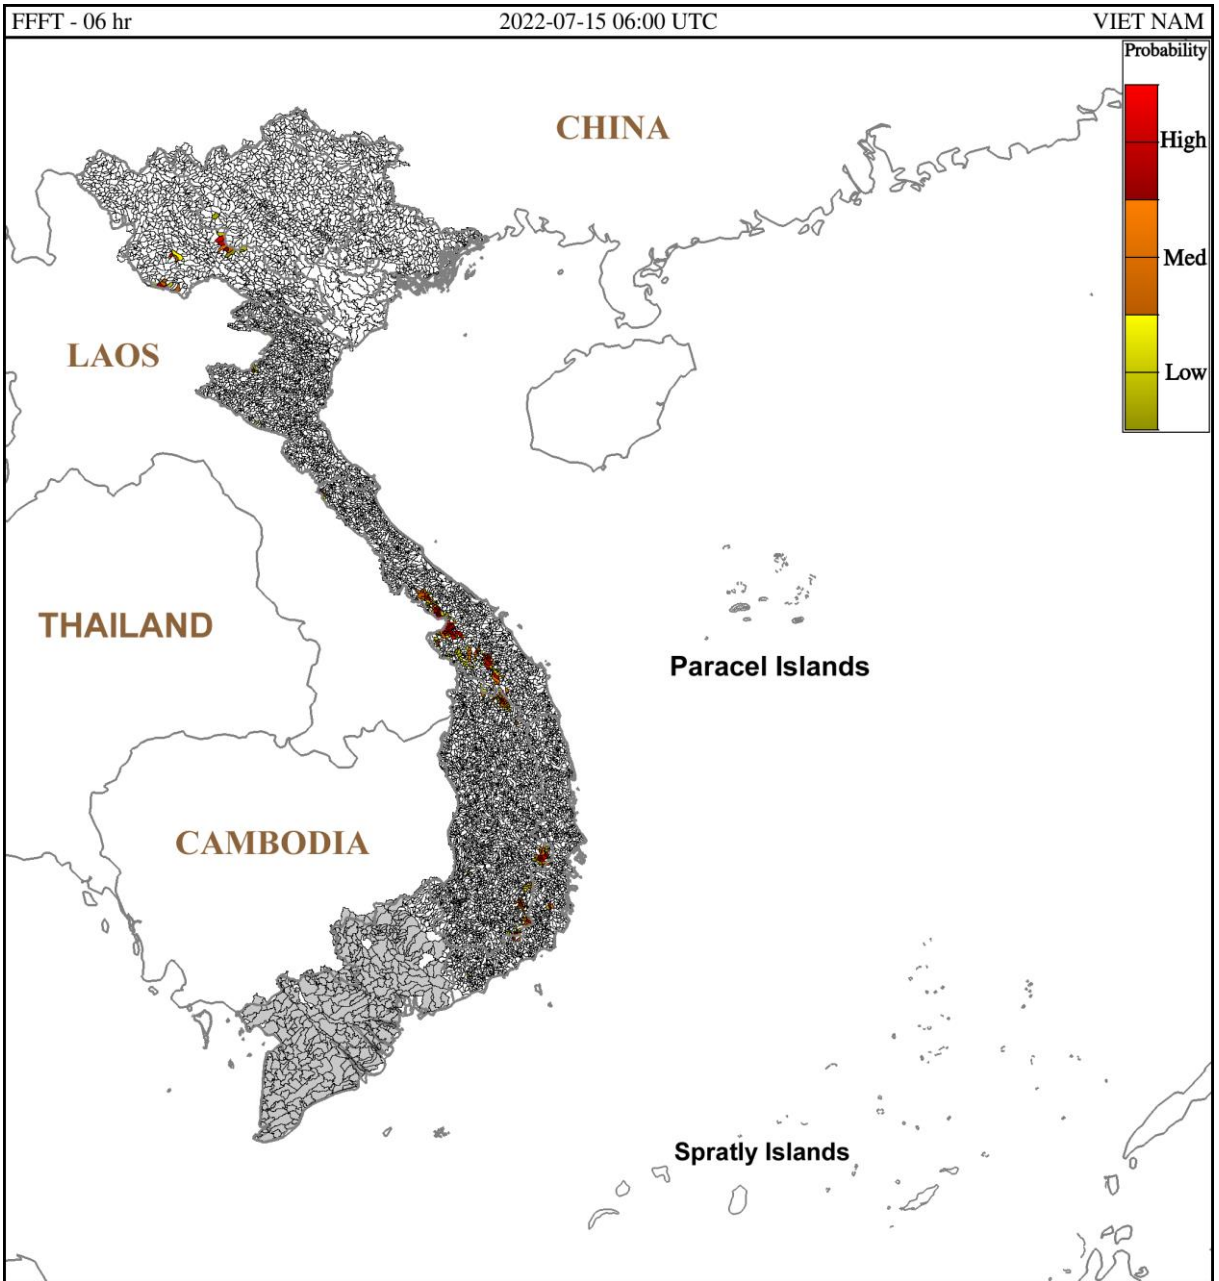 FFFT - 06 hr
2022-07-15 06:00 UTC
VIET NAM
Probability
High
Med
Low
CHINA
LAOS
THAILAND
Paracel Islands
CAMBODIA
Spratly Islands